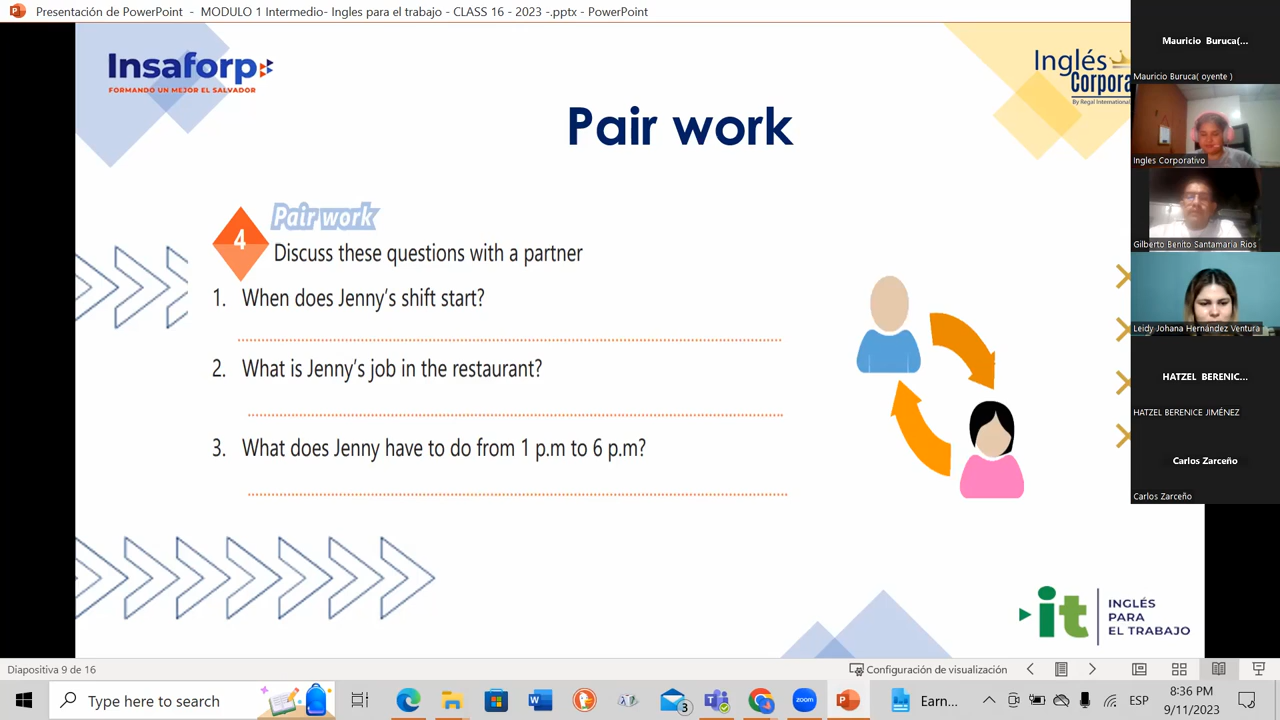 Presentación de PowerPoint - MODULO 1 Intermedio- Ingles para el trabajo - CLASS 16 - 2023 -.pptx - PowerPoint
Insaforp
FORMANDO UN MEJOR EL SALVADOR
Inglés
Corpora
By Regal International
Pair work
4
Pair work
Discuss these questions with a partner
1. When does Jenny's shift start?
2. What is Jenny's job in the restaurant?
3. What does Jenny have to do from 1 p.m to 6 p.m?
Mauricio Buruca(...
Mauricio Buruca( oyente )
Ingles Corporativo
Gilberto Benito Santamaria Rios
Leidy Johana Hernández Ventura
HATZEL BERENIC...
HATZEL BERENICE JIMÉNEZ
Carlos Zarceño
Carlos Zarceño
it
INGLÉS
PARA
EL TRABAJO
Diapositiva 9 de 16
Configuración de visualización
Type here to search
3
Earn...
ESP
8:36 PM
9/11/2023